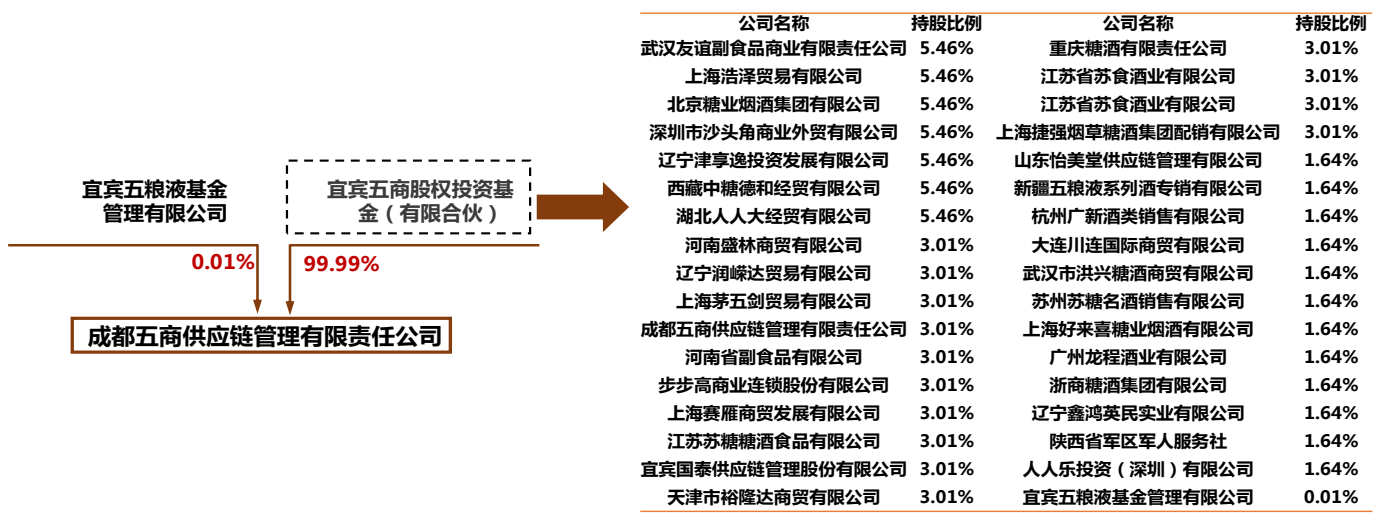 宜宾五粮液基金
管理有限公司
宜宾五商股权投资基
金（有限合伙）
0.01%
99.99%
成都五商供应链管理有限责任公司
公司名称 持股比例 公司名称 持股比例
武汉友谊副食品商业有限责任公司 5.46% 重庆糖酒有限责任公司 3.01%
上海浩泽贸易有限公司 5.46% 江苏省苏食酒业有限公司 3.01%
北京糖业烟酒集团有限公司 5.46% 江苏省苏食酒业有限公司 3.01%
深圳市沙头角商业外贸有限公司 5.46% 上海捷强烟草糖酒集团配销有限公司 3.01%
辽宁津享逸投资发展有限公司 5.46% 山东怡美堂供应链管理有限公司 1.64%
西藏中糖德和经贸有限公司 5.46% 新疆五粮液系列酒专销有限公司 1.64%
湖北人人大经贸有限公司 5.46% 杭州广新酒类销售有限公司 1.64%
河南盛林商贸有限公司 3.01% 大连川连国际商贸有限公司 1.64%
辽宁润嵘达贸易有限公司 3.01% 武汉市洪兴糖酒商贸有限公司 1.64%
上海茅五剑贸易有限公司 3.01% 苏州苏糖名酒销售有限公司 1.64%
成都五商供应链管理有限责任公司 3.01% 上海好来喜糖业烟酒有限公司 1.64%
河南省副食品有限公司 3.01% 广州龙程酒业有限公司 1.64%
步步高商业连锁股份有限公司 3.01% 浙商糖酒集团有限公司 1.64%
上海赛雁商贸发展有限公司 3.01% 辽宁鑫鸿英民实业有限公司 1.64%
江苏苏糖糖酒食品有限公司 3.01% 陕西省军区军人服务社 1.64%
宜宾国泰供应链管理股份有限公司 3.01% 人人乐投资（深圳）有限公司 1.64%
天津市裕隆达商贸有限公司 3.01% 宜宾五粮液基金管理有限公司 0.01%